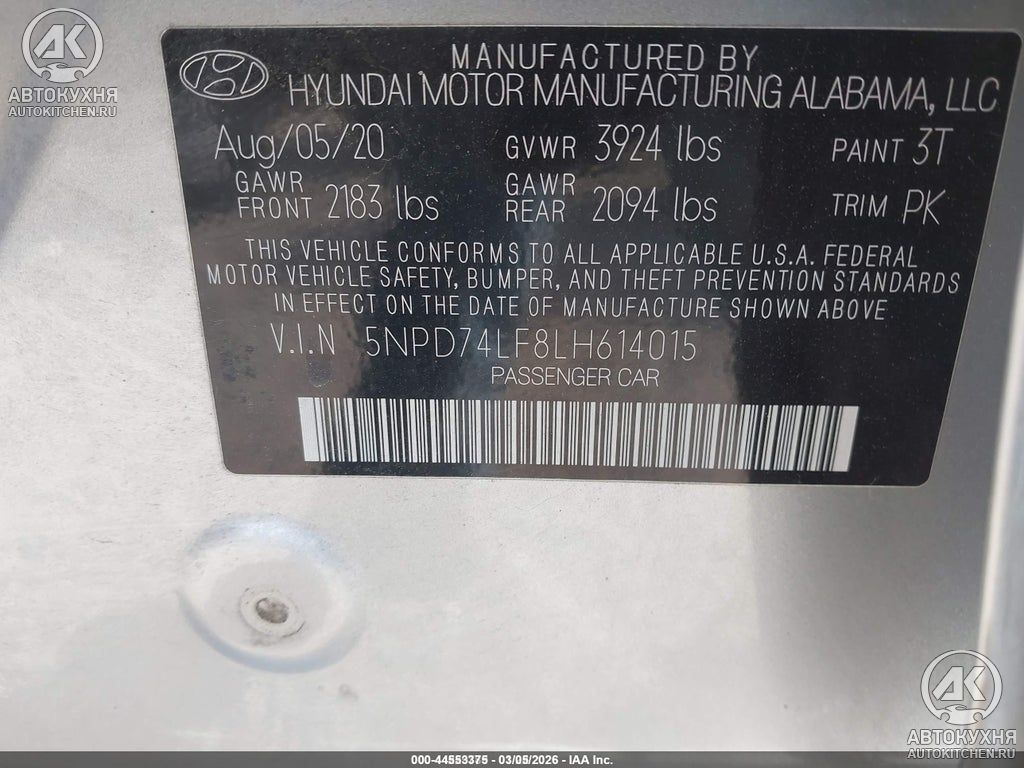 AK
АВТОКУХНЯ
AUTOKITCHEN.RU
MANUFACTURED BY
HYUNDAI MOTOR MANUFACTURING ALABAMA, LLC
Aug/05/20 GVWR 3924 lbs PAINT 3T
GAWR FRONT 2183 lbs GAWR REAR 2094 lbs TRIM PK
THIS VEHICLE CONFORMS TO ALL APPLICABLE U.S.A. FEDERAL
MOTOR VEHICLE SAFETY, BUMPER, AND THEFT PREVENTION STANDARDS
IN EFFECT ON THE DATE OF MANUFACTURE SHOWN ABOVE
V.I.N 5NPD74LF8LH614015
PASSENGER CAR
AK
АВТОКУХНЯ
AUTOKITCHEN.RU
000-44553375 - 03/05/2026 - IAA Inc.